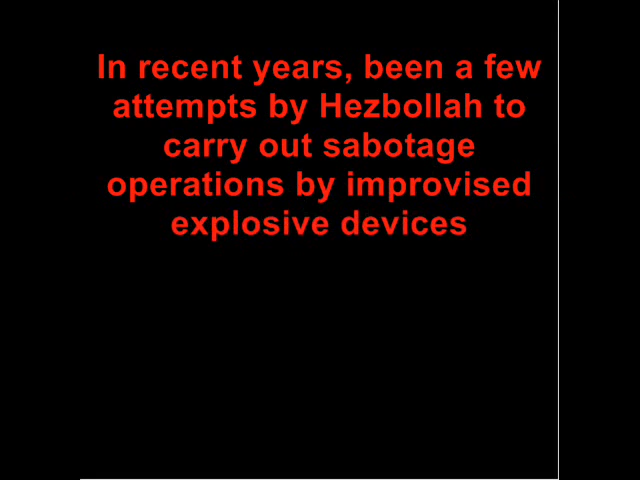 In recent years, been a few
attempts by Hezbollah to
carry out sabotage
operations by improvised
explosive devices